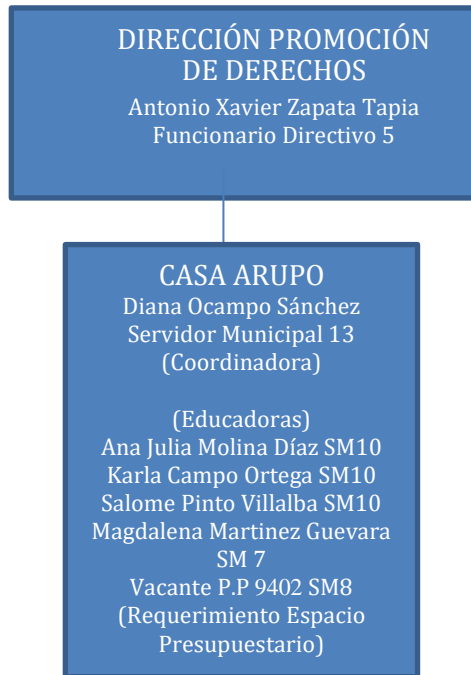 DIRECCIÓN PROMOCIÓN
DE DERECHOS
Antonio Xavier Zapata Tapia
Funcionario Directivo 5
CASA ARUPO
Diana Ocampo Sánchez
Servidor Municipal 13
(Coordinadora)
(Educadoras)
Ana Julia Molina Díaz SM10
Karla Campo Ortega SM10
Salome Pinto Villalba SM10
Magdalena Martinez Guevara
SM 7
Vacante P.P 9402 SM8
(Requerimiento Espacio
Presupuestario)